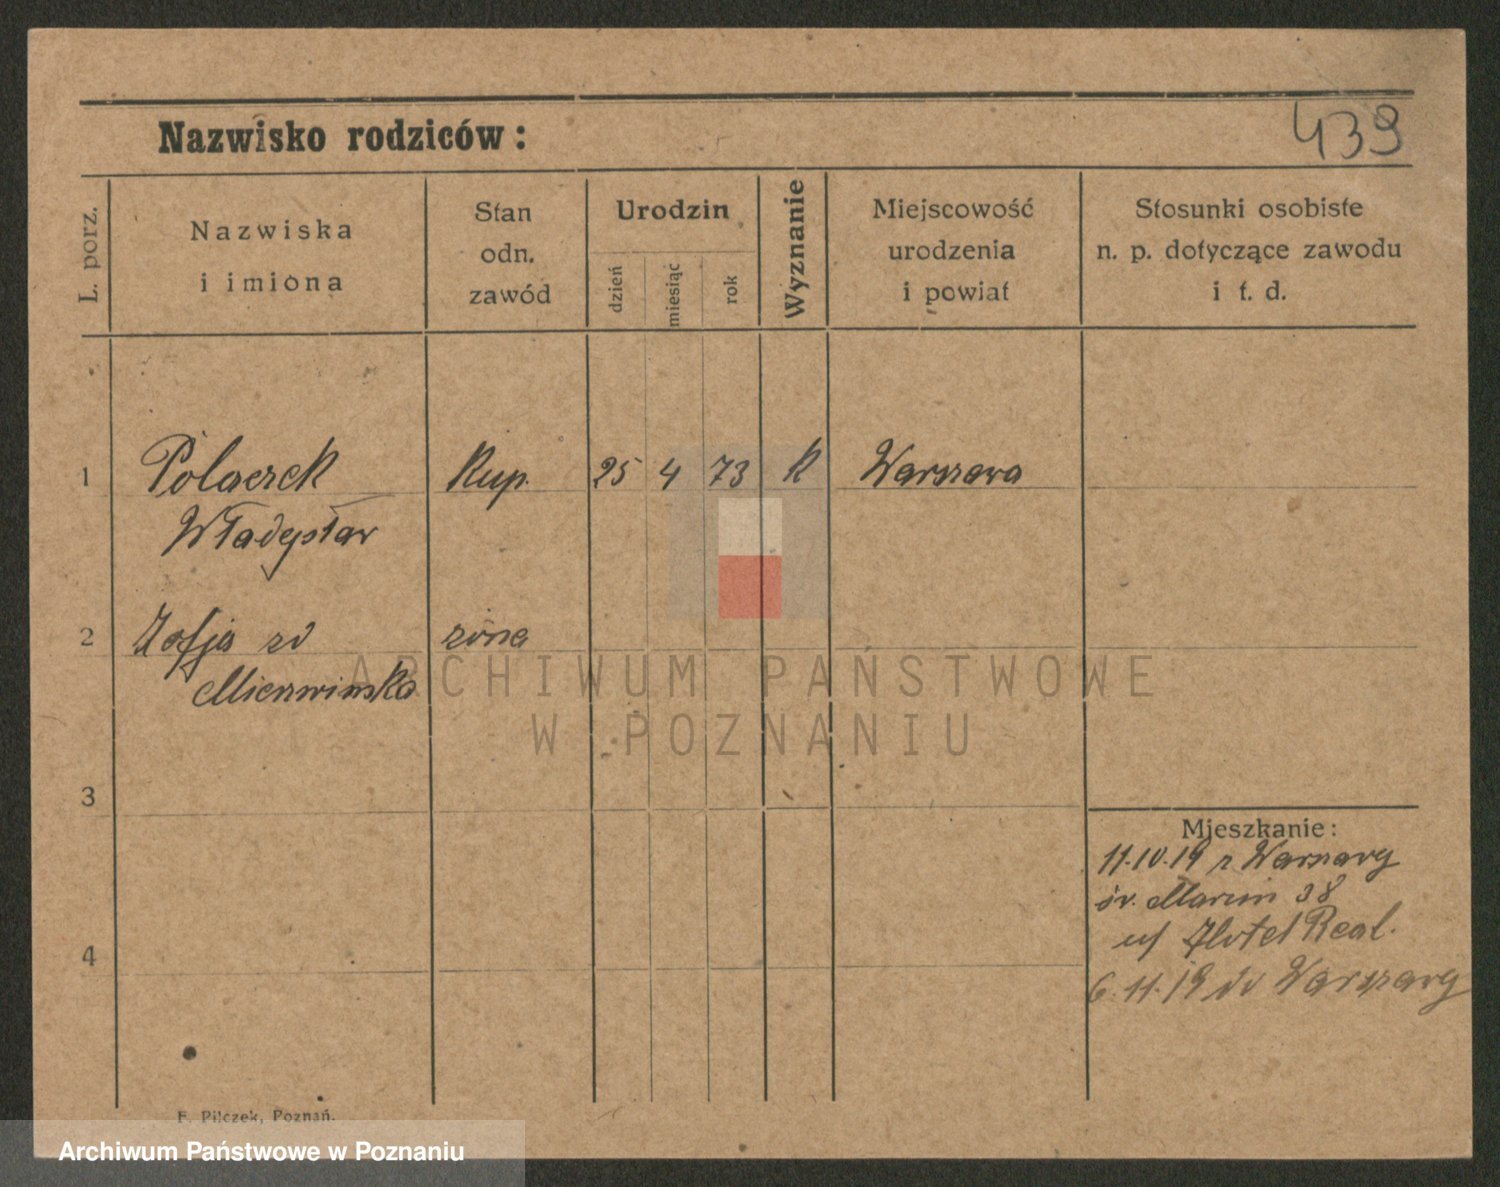 Nazwisko rodziców:
439
L. porz.
Nazwiska
i imiona
Stan
odn.
zawód
Urodzin
dzień
miesiąc
rok
Wyznanie
Miejscowość
urodzenia
i powiat
Stosunki osobiste
n. p. dotyczące zawodu
i t. d.
1 Polaczek Kup. 25 4 73 k Warszawa
Władysław
2 Zofja zd żona
Mierzwińska
3
Mieszkanie:
11.10.19 z Warszawy
św. Marcin 38
4
w/ Hotel Real.
6.11.19 do Warszawy
F. Pilczek, Poznań.
ARCHIWUM PAŃSTWOWE
W POZNANIU
Archiwum Państwowe w Poznaniu